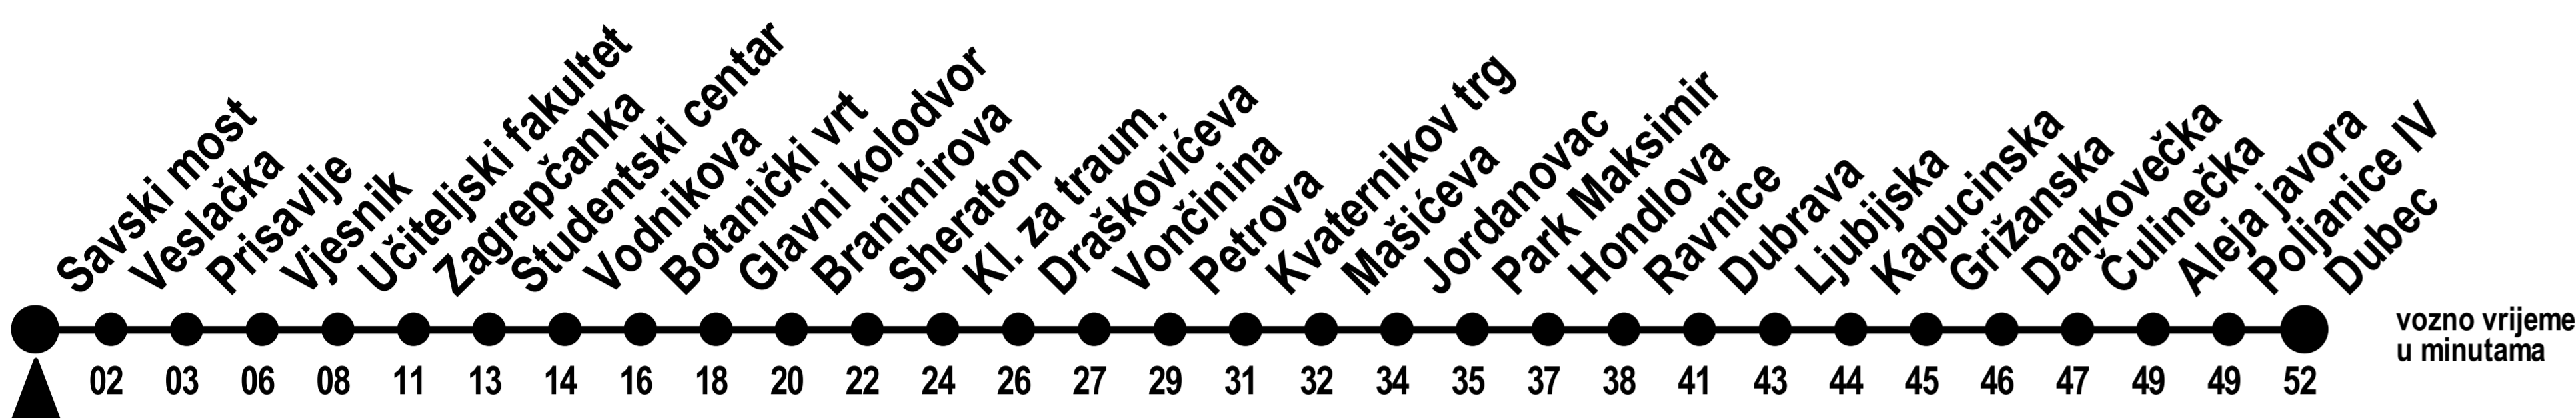 Savski most
Veslačka
Prisavlje
Vjesnik
Učiteljski fakultet
Zagrepčanka
Studentski centar
Vodnikova
Botanički vrt
Glavni kolodvor
Branimirova
Sheraton
Kl. za traum.
Draškovićeva
Vončinina
Petrova
Kvaternikov trg
Mašićeva
Jordanovac
Park Maksimir
Hondlova
Ravnice
Dubrava
Ljubijska
Kapucinska
Grižanska
Dankovečka
Čulinečka
Aleja javora
Poljanice IV
Dubec
vozno vrijeme
u minutama
02 03 06 08 11 13 14 16 18 20 22 24 26 27 29 31 32 34 35 37 38 41 43 44 45 46 47 49 49 52